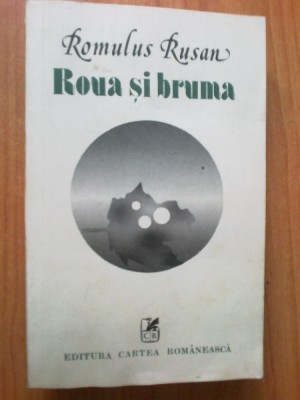 Romulus Rusan
Roua și bruma
CR
EDITURA CARTEA ROMÂNEASCĂ